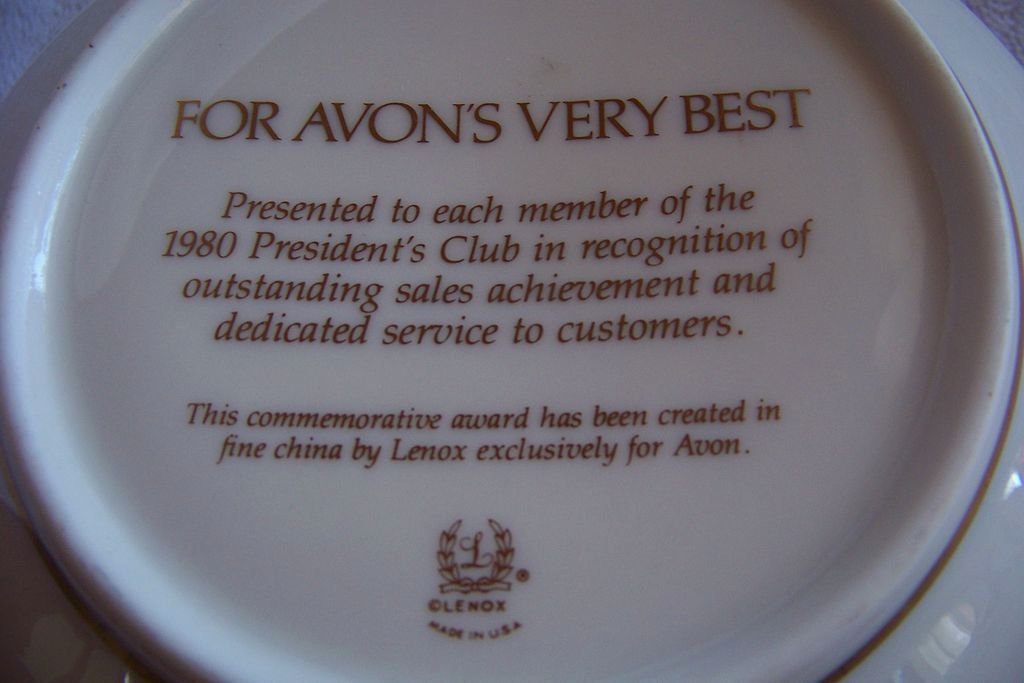 FOR AVON'S VERY BEST
Presented to each member of the
1980 President's Club in recognition of
outstanding sales achievement and
dedicated service to customers.
This commemorative award has been created in
fine china by Lenox exclusively for Avon.
L
®
©LENOX
MADE IN U.S.A